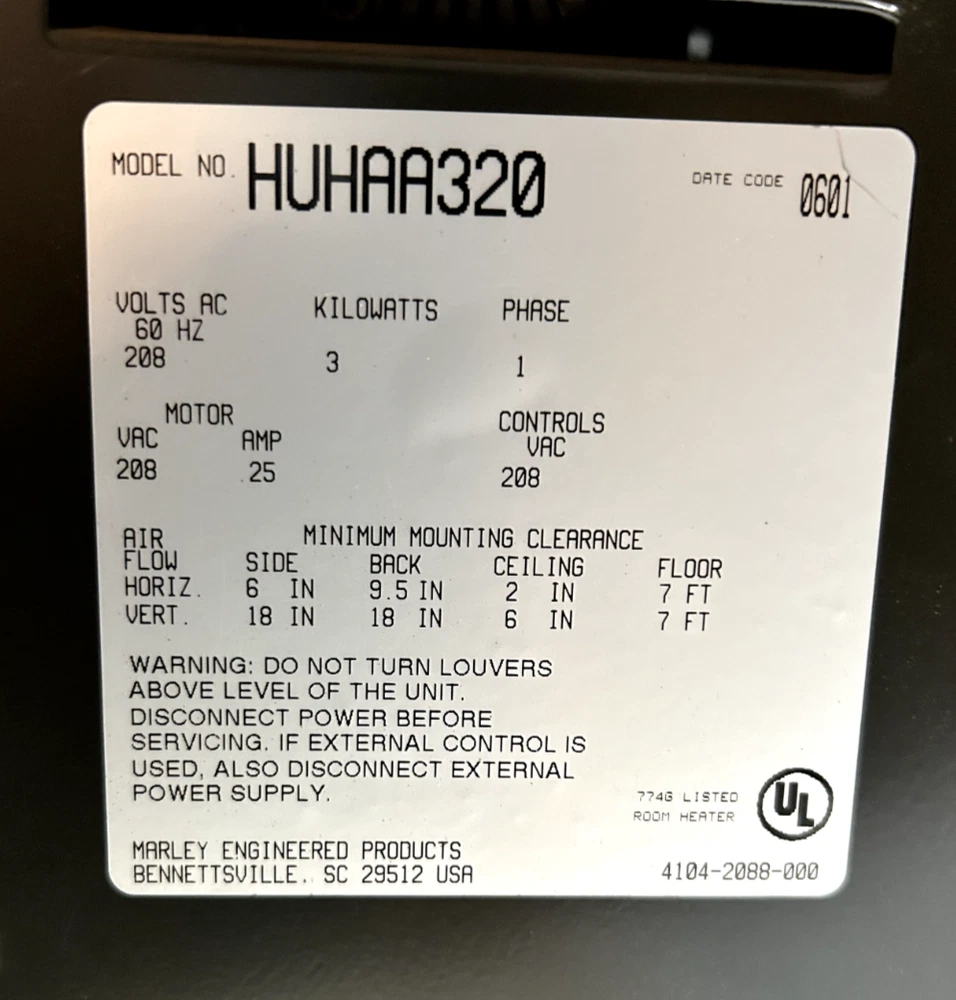 MODEL NO. HUHAA320 DATE CODE 0601
VOLTS AC KILOWATTS PHASE
60 HZ
208 3 1
MOTOR CONTROLS
VAC AMP VAC
208 .25 208
AIR MINIMUM MOUNTING CLEARANCE
FLOW SIDE BACK CEILING FLOOR
HORIZ. 6 IN 9.5 IN 2 IN 7 FT
VERT. 18 IN 18 IN 6 IN 7 FT
WARNING: DO NOT TURN LOUVERS
ABOVE LEVEL OF THE UNIT.
DISCONNECT POWER BEFORE
SERVICING. IF EXTERNAL CONTROL IS
USED, ALSO DISCONNECT EXTERNAL
POWER SUPPLY.
774G LISTED
ROOM HEATER
UL
MARLEY ENGINEERED PRODUCTS
BENNETTSVILLE, SC 29512 USA 4104-2088-000